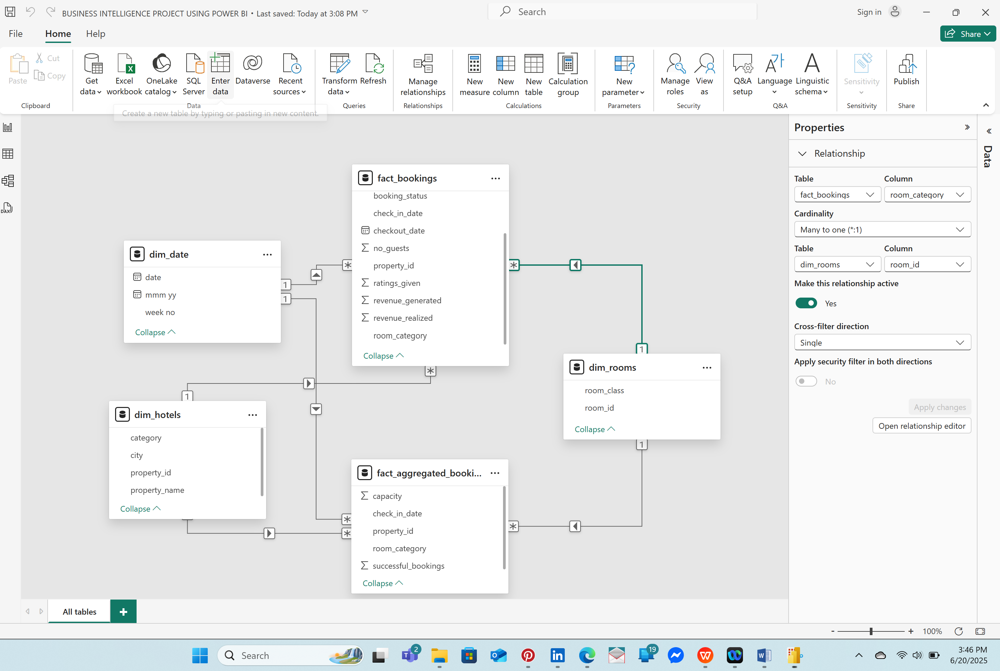 BUSINESS INTELLIGENCE PROJECT USING POWER BI • Last saved: Today at 3:08 PM
Search
Sign in
File
Home
Help
Share
Paste
Cut
Copy
Clipboard
Get data
Excel workbook
OneLake catalog
SQL Server
Enter data
Dataverse
Recent sources
Data
Transform data
Refresh
Queries
Manage relationships
Relationships
New measure
New column
New table
Calculation group
Calculations
New parameter
Parameters
Manage roles
View as
Security
Q&A setup
Language
Linguistic schema
Q&A
Sensitivity
Sensitivity
Publish
Share
Create a new table by typing or pasting in new content.
DAX
fact_bookings
booking_status
check_in_date
checkout_date
no_guests
property_id
ratings_given
revenue_generated
revenue_realized
room_category
Collapse
dim_date
date
mmm yy
week no
Collapse
1
1
*
*
dim_hotels
category
city
property_id
property_name
Collapse
1
*
*
fact_aggregated_booki...
capacity
check_in_date
property_id
room_category
successful_bookings
Collapse
*
*
dim_rooms
room_class
room_id
Collapse
1
1
Properties
Relationship
Table
Column
fact_bookings
room_category
Cardinality
Many to one (*:1)
Table
Column
dim_rooms
room_id
Make this relationship active
Yes
Cross-filter direction
Single
Apply security filter in both directions
No
Apply changes
Open relationship editor
Data
All tables
- + 100%
Search
2
19
3:46 PM
6/20/2025